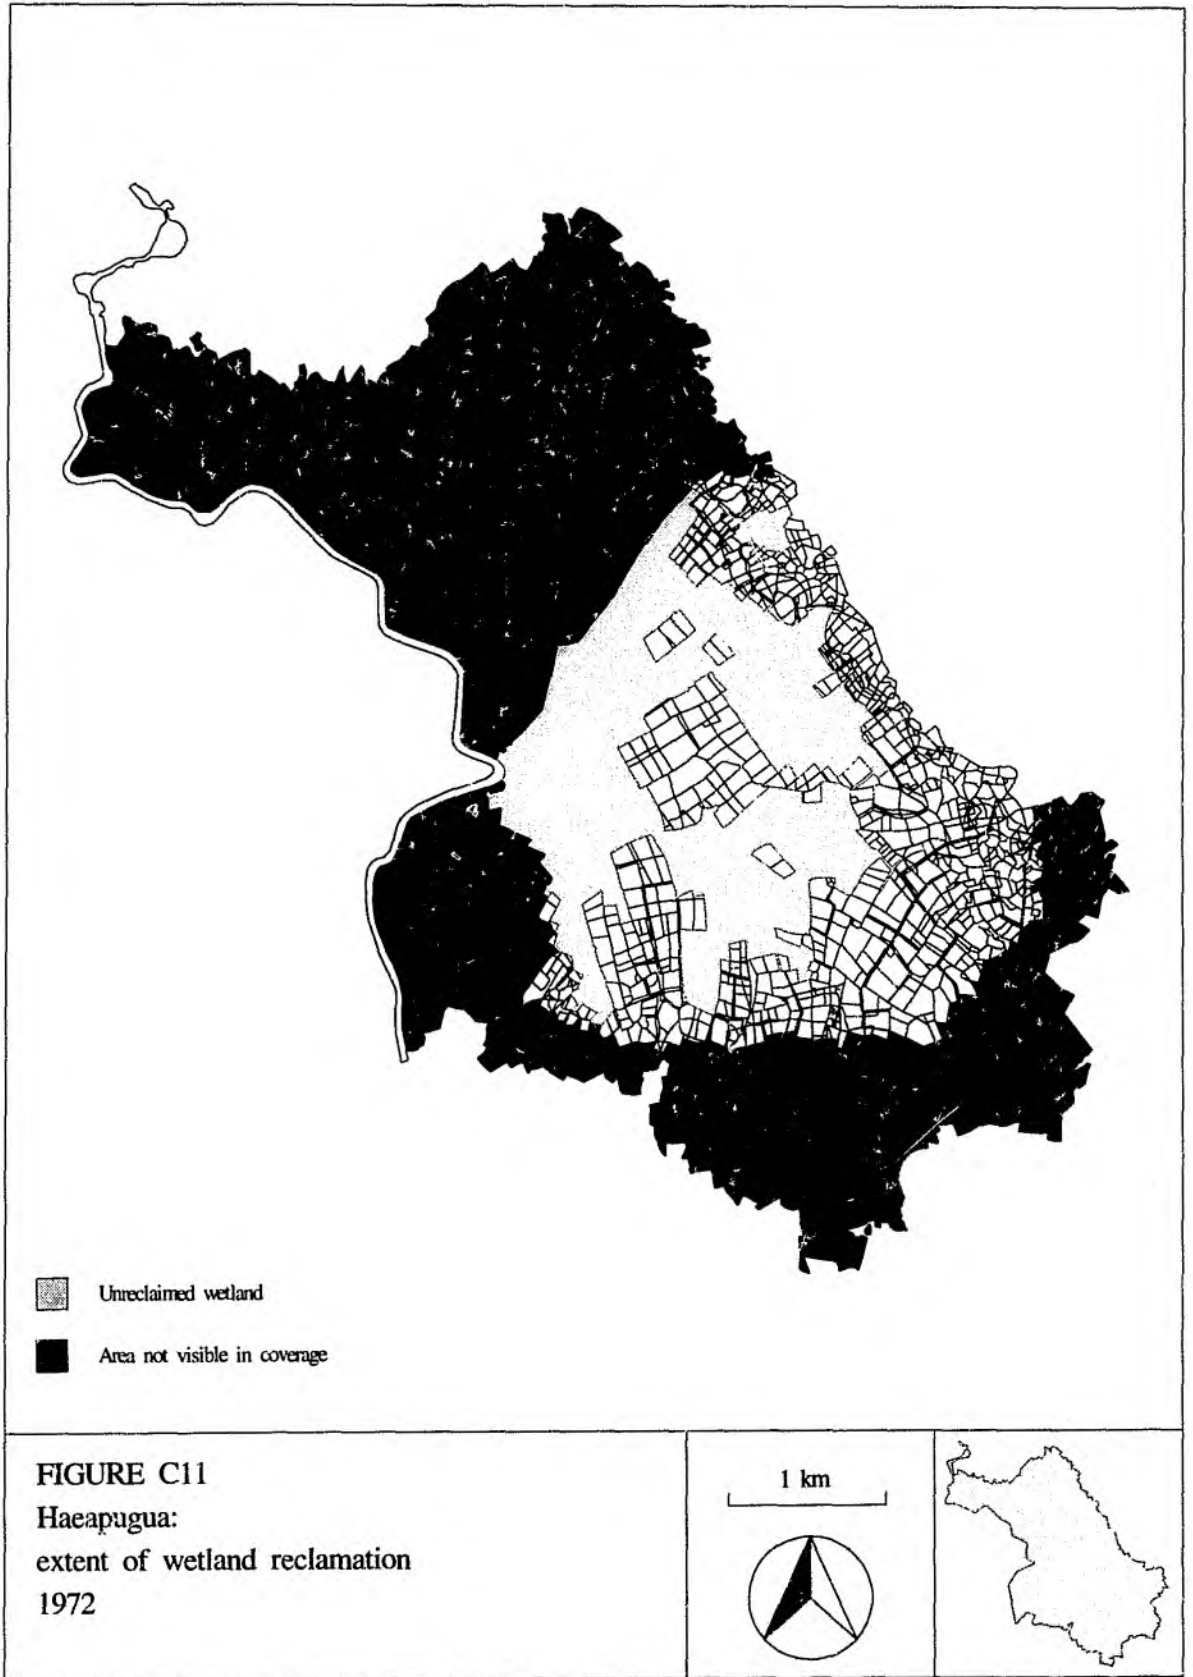 Unreclaimed wetland
Area not visible in coverage
FIGURE C11
Haeapugua:
extent of wetland reclamation
1972
1 km